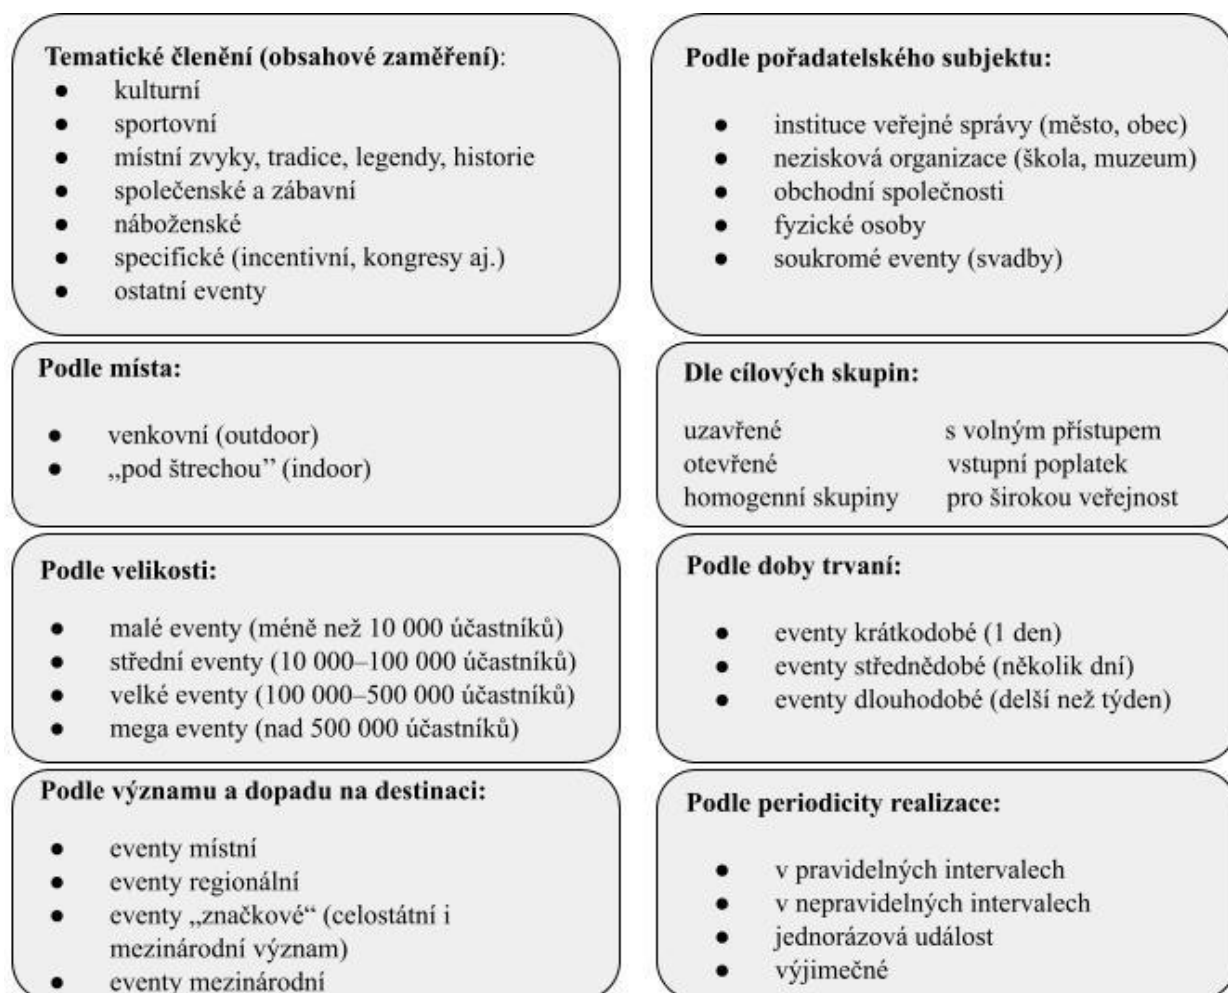 Tematické členění (obsahové zaměření):
● kulturní
● sportovní
● místní zvyky, tradice, legendy, historie
● společenské a zábavní
● náboženské
● specifické (incentivní, kongresy aj.)
● ostatní eventy
Podle pořadatelského subjektu:
● instituce veřejné správy (město, obec)
● nezisková organizace (škola, muzeum)
● obchodní společnosti
● fyzické osoby
● soukromé eventy (svadby)
Podle místa:
● venkovní (outdoor)
● „pod štrechou” (indoor)
Dle cílových skupin:
uzavřené s volným přístupem
otevřené vstupní poplatek
homogenní skupiny pro širokou veřejnost
Podle velikosti:
● malé eventy (méně než 10 000 účastníků)
● střední eventy (10 000–100 000 účastníků)
● velké eventy (100 000–500 000 účastníků)
● mega eventy (nad 500 000 účastníků)
Podle doby trvaní:
● eventy krátkodobé (1 den)
● eventy střednědobé (několik dní)
● eventy dlouhodobé (delší než týden)
Podle významu a dopadu na destinaci:
● eventy místní
● eventy regionální
● eventy „značkové“ (celostátní i
mezinárodní význam)
● eventy mezinárodní
Podle periodicity realizace:
● v pravidelných intervalech
● v nepravidelných intervalech
● jednorázová událost
● výjimečné